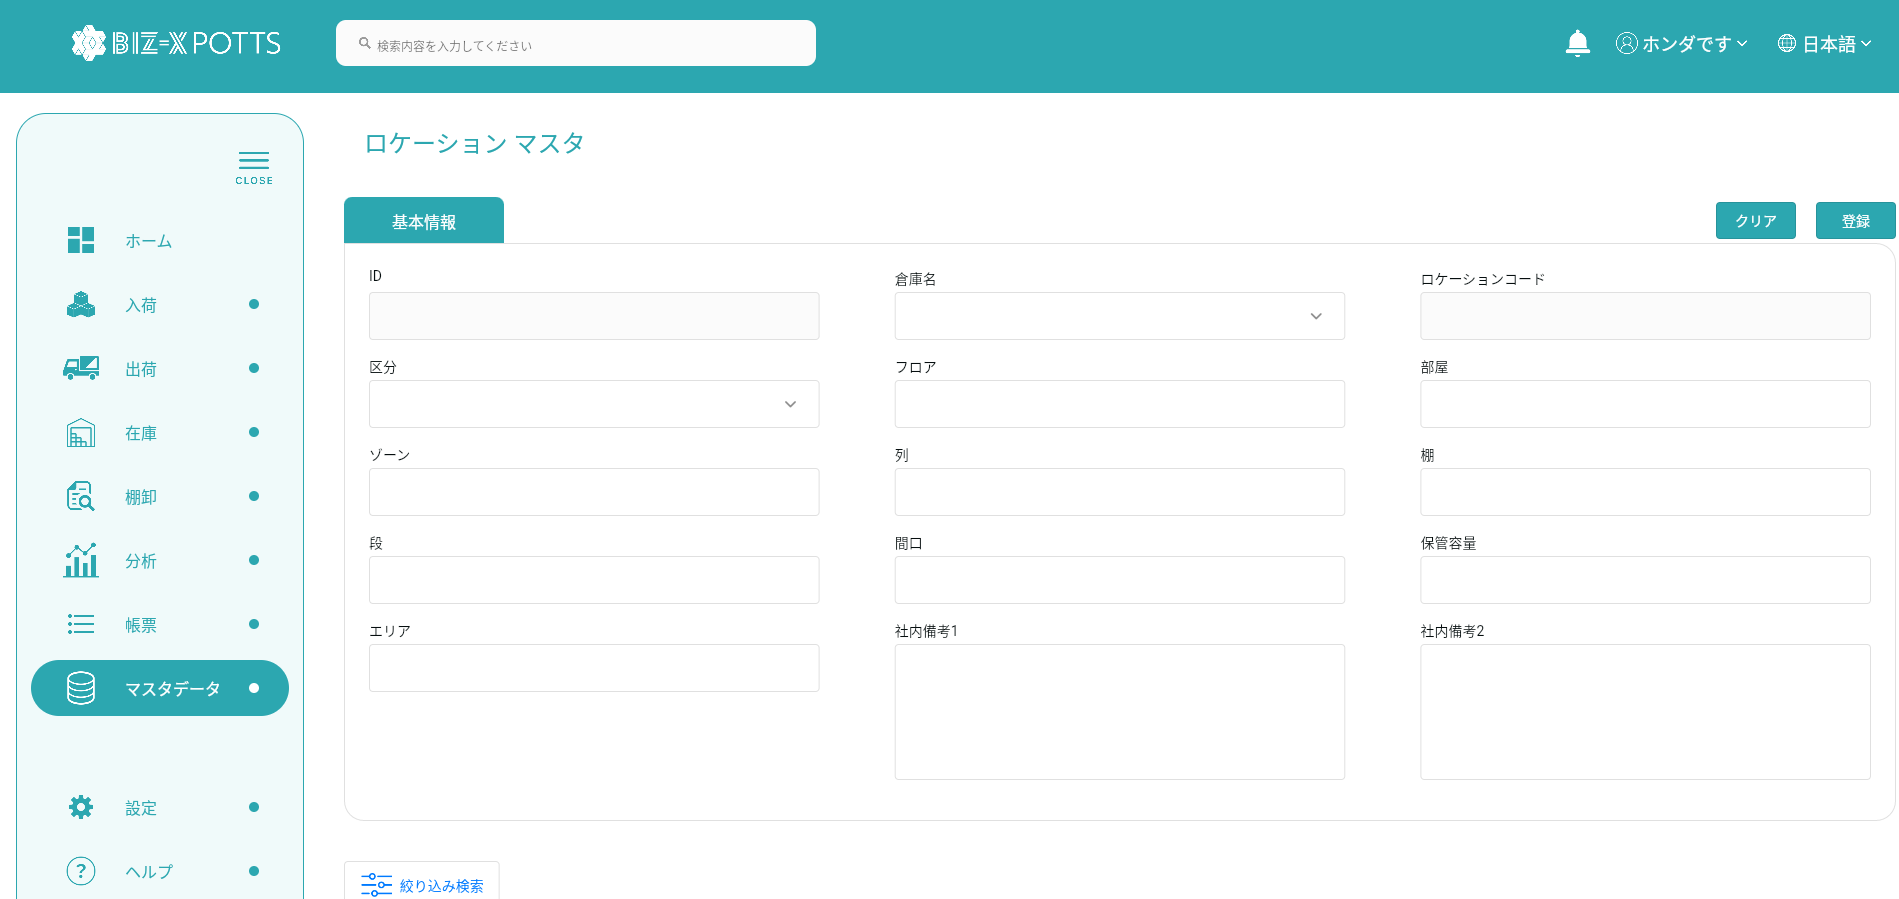 BIZ=X POTTS
検索内容を入力してください
ホンダです
日本語
CLOSE
ホーム
入荷
出荷
在庫
棚卸
分析
帳票
マスタデータ
設定
ヘルプ
ロケーション マスタ
基本情報
クリア
登録
ID
倉庫名
ロケーションコード
区分
フロア
部屋
ゾーン
列
棚
段
間口
保管容量
エリア
社内備考1
社内備考2
絞り込み検索